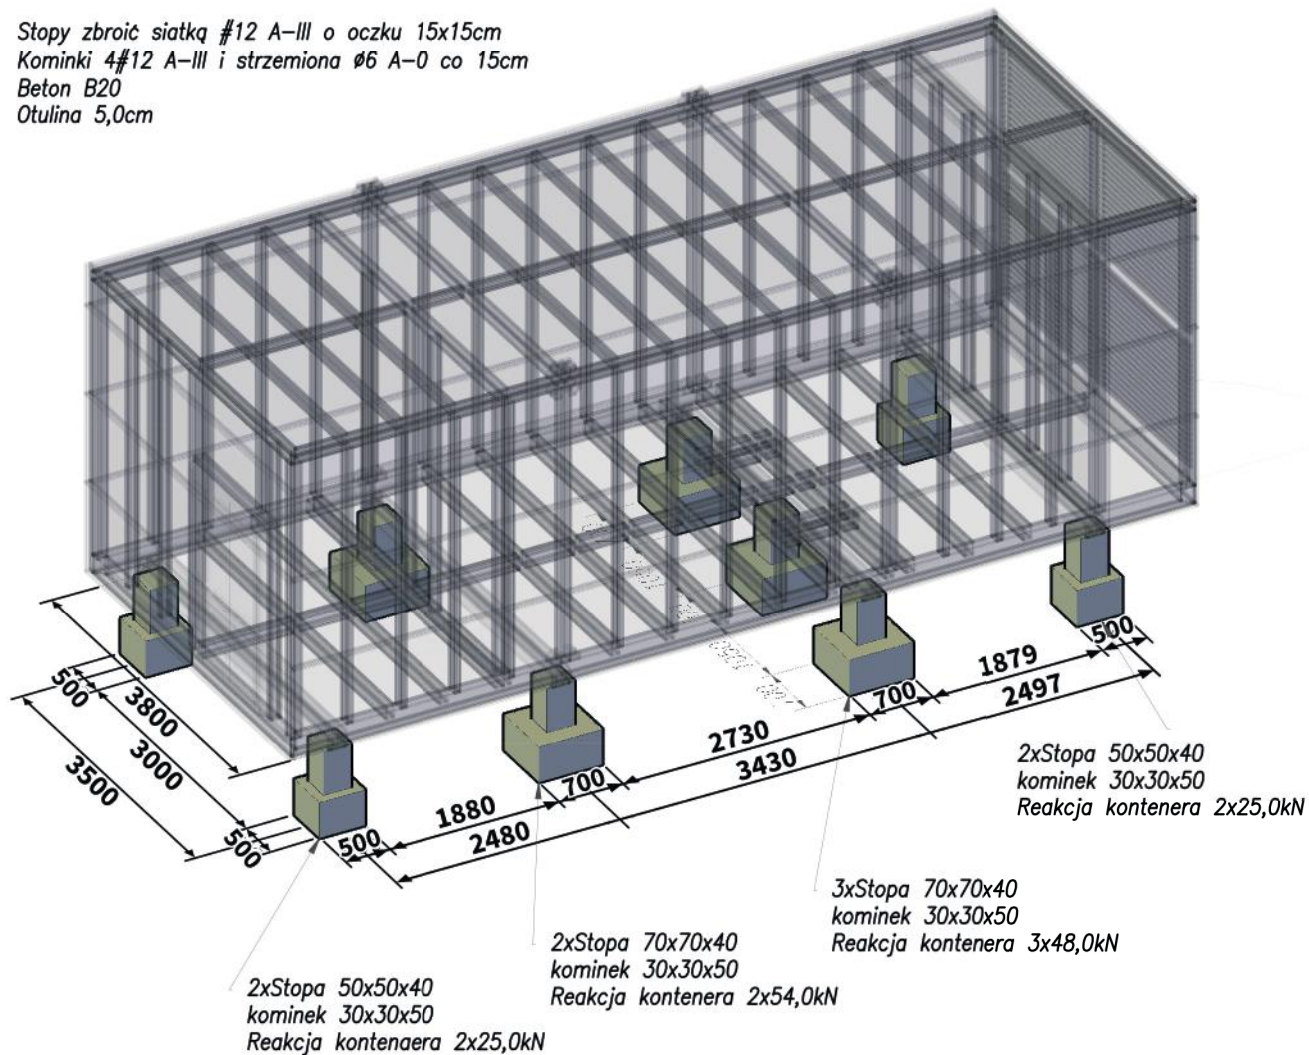 Stopy zbroić siatką #12 A-III o oczku 15x15cm
Kominki 4#12 A-III i strzemiona ø6 A-0 co 15cm
Beton B20
Otulina 5,0cm
500
3800
3000
3500
500
500
1880
2480
700
2730
3430
700
1879
2497
500
2xStopa 50x50x40
kominek 30x30x50
Reakcja kontenera 2x25,0kN
3xStopa 70x70x40
kominek 30x30x50
Reakcja kontenera 3x48,0kN
2xStopa 70x70x40
kominek 30x30x50
Reakcja kontenera 2x54,0kN
2xStopa 50x50x40
kominek 30x30x50
Reakcja kontenaera 2x25,0kN